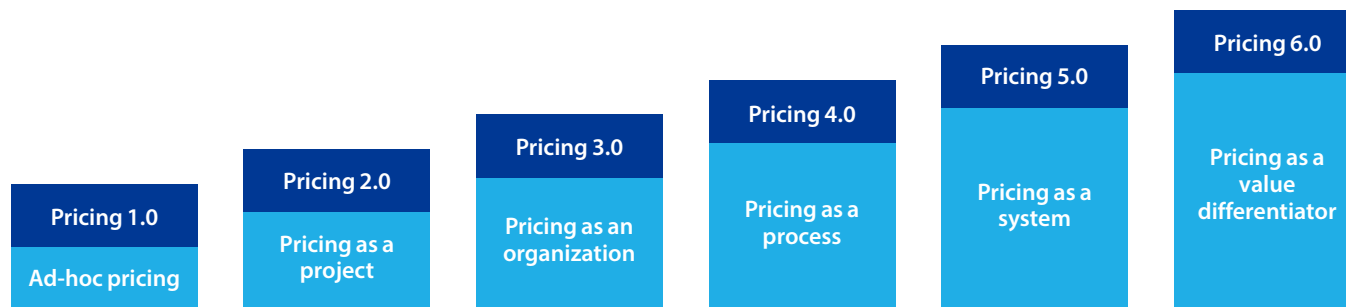 Pricing 1.0
Ad-hoc pricing
Pricing 2.0
Pricing as a
project
Pricing 3.0
Pricing as an
organization
Pricing 4.0
Pricing as a
process
Pricing 5.0
Pricing as a
system
Pricing 6.0
Pricing as a
value
differentiator